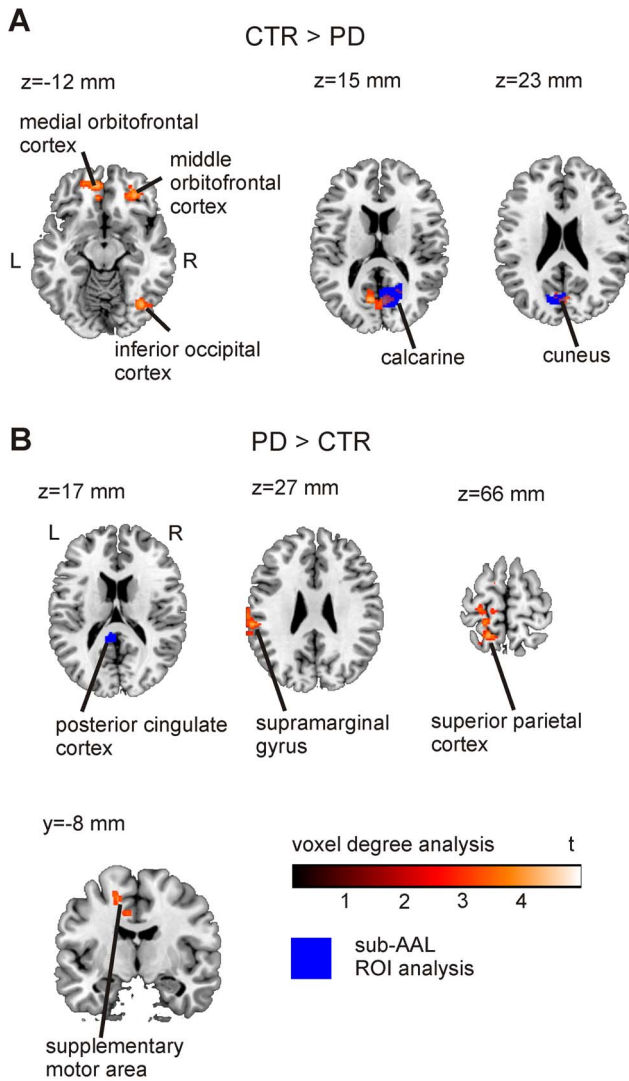 A
CTR > PD
z=-12 mm
z=15 mm
z=23 mm
medial orbitofrontal
cortex
middle
orbitofrontal
cortex
L
R
inferior occipital
cortex
calcarine
cuneus
B
PD > CTR
z=17 mm
z=27 mm
z=66 mm
L
R
posterior cingulate
cortex
supramarginal
gyrus
superior parietal
cortex
y=-8 mm
voxel degree analysis t
1 2 3 4
sub-AAL
ROI analysis
supplementary
motor area